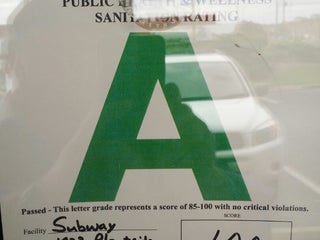 PUBLIC HEALTH & WELLNESS
SANITATION RATING
A
Passed - This letter grade represents a score of 85-100 with no critical violations.
SCORE
Facility Subway